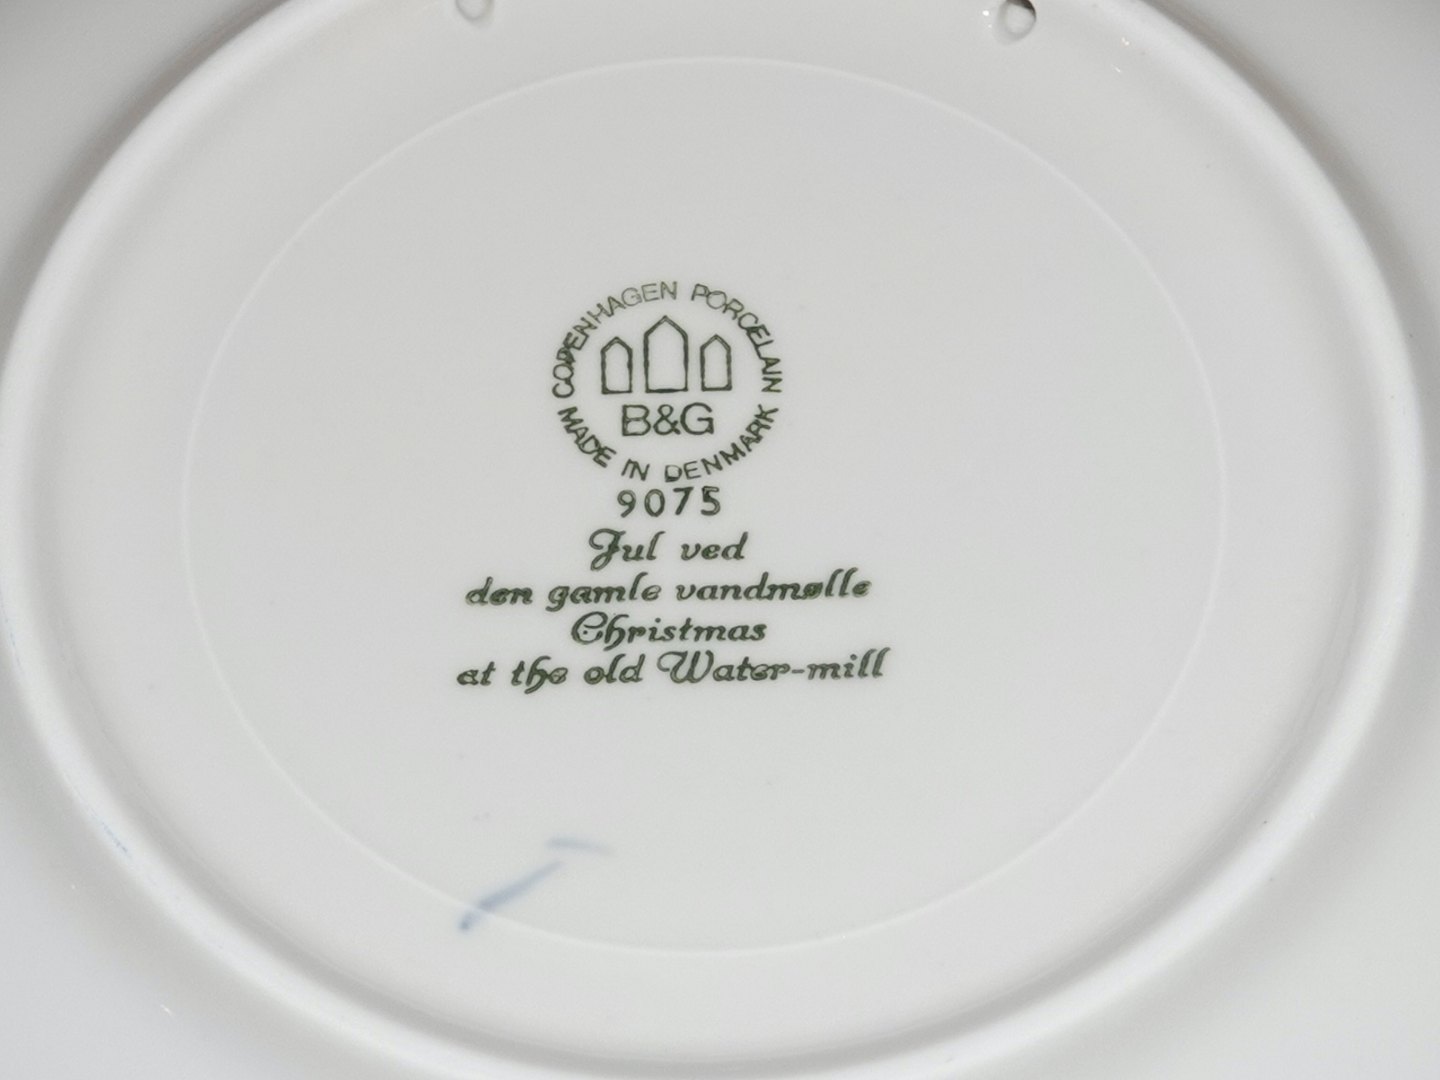 COPENHAGEN PORCELAIN
B&G
MADE IN DENMARK
9075
Jul ved
den gamle vandmølle
Christmas
at the old Water-mill